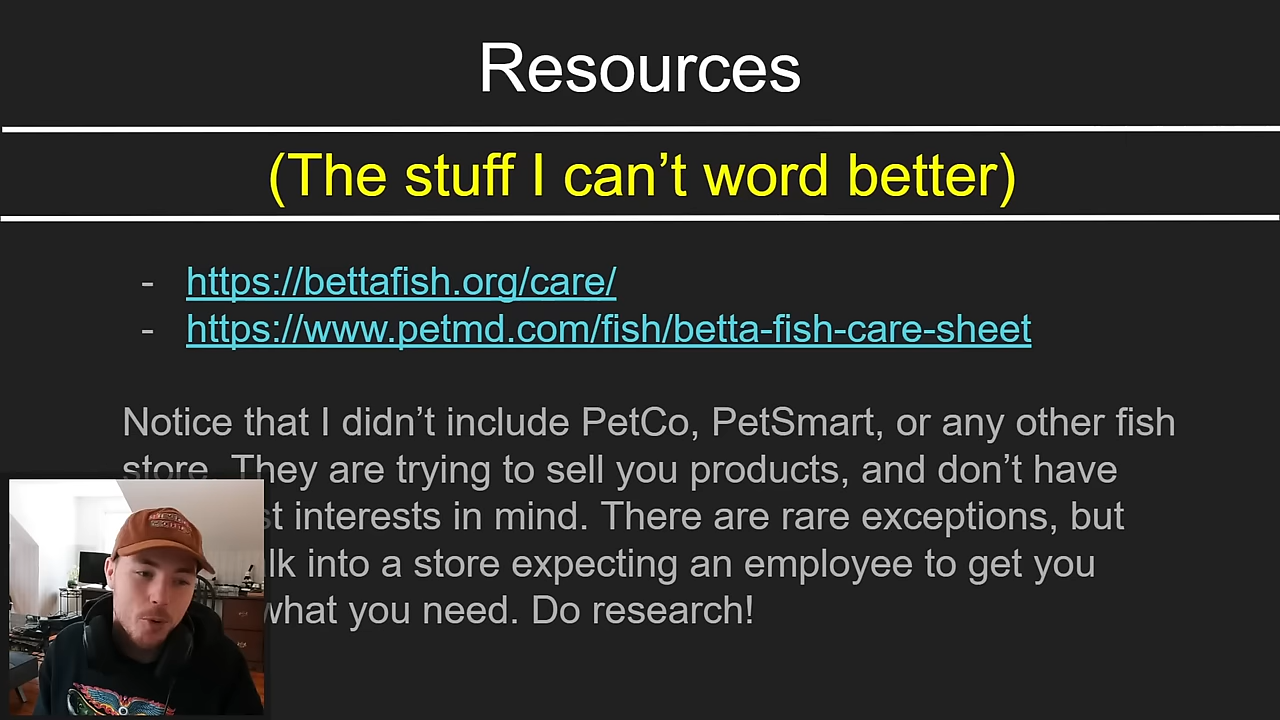 Resources
(The stuff I can’t word better)
- https://bettafish.org/care/
- https://www.petmd.com/fish/betta-fish-care-sheet
Notice that I didn’t include PetCo, PetSmart, or any other fish
store. They are trying to sell you products, and don’t have
interests in mind. There are rare exceptions, but
into a store expecting an employee to get you
what you need. Do research!